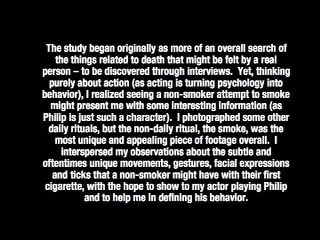 The study began originally as more of an overall search of
the things related to death that might be felt by a real
person – to be discovered through interviews.  Yet, thinking
purely about action (as acting is turning psychology into
behavior), I realized seeing a non-smoker attempt to smoke
might present me with some interesting information (as
Philip is just such a character).  I photographed some other
daily rituals, but the non-daily ritual, the smoke, was the
most unique and appealing piece of footage overall.  I
interspersed my observations about the subtle and
oftentimes unique movements, gestures, facial expressions
and ticks that a non-smoker might have with their first
cigarette, with the hope to show to my actor playing Philip
and to help me in defining his behavior.